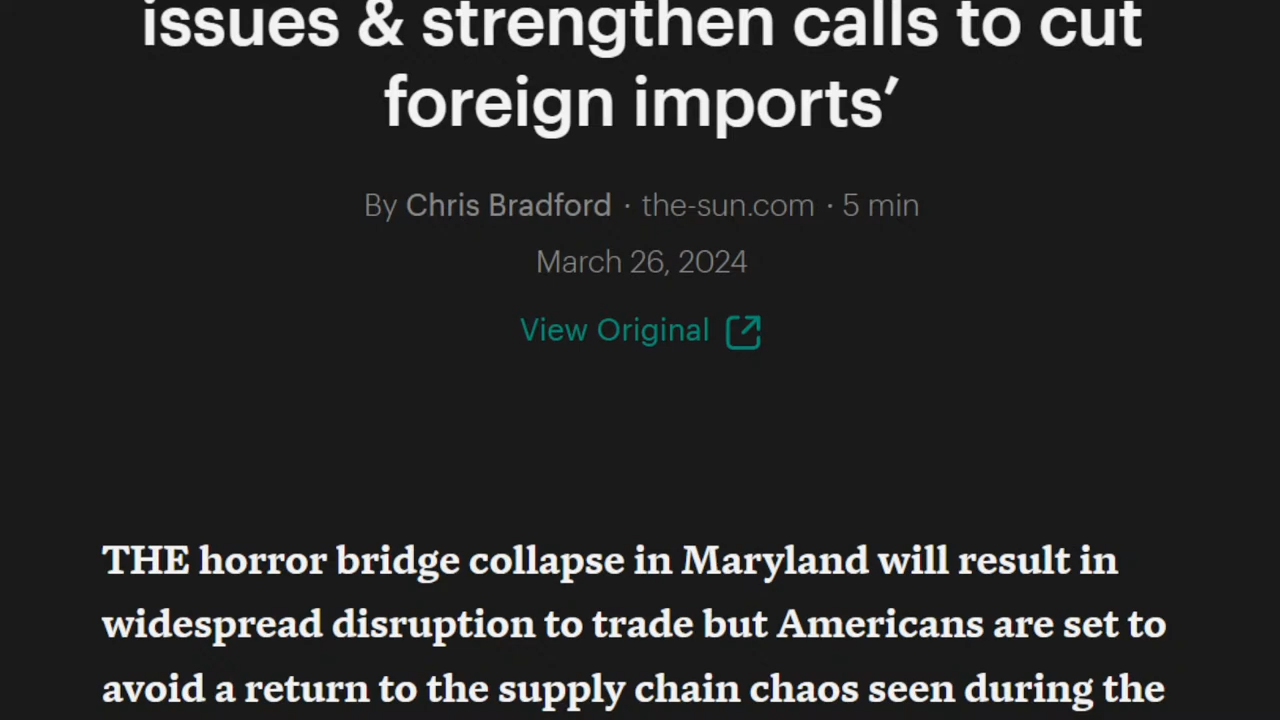 issues & strengthen calls to cut
foreign imports’
By Chris Bradford · the-sun.com · 5 min
March 26, 2024
View Original
THE horror bridge collapse in Maryland will result in
widespread disruption to trade but Americans are set to
avoid a return to the supply chain chaos seen during the